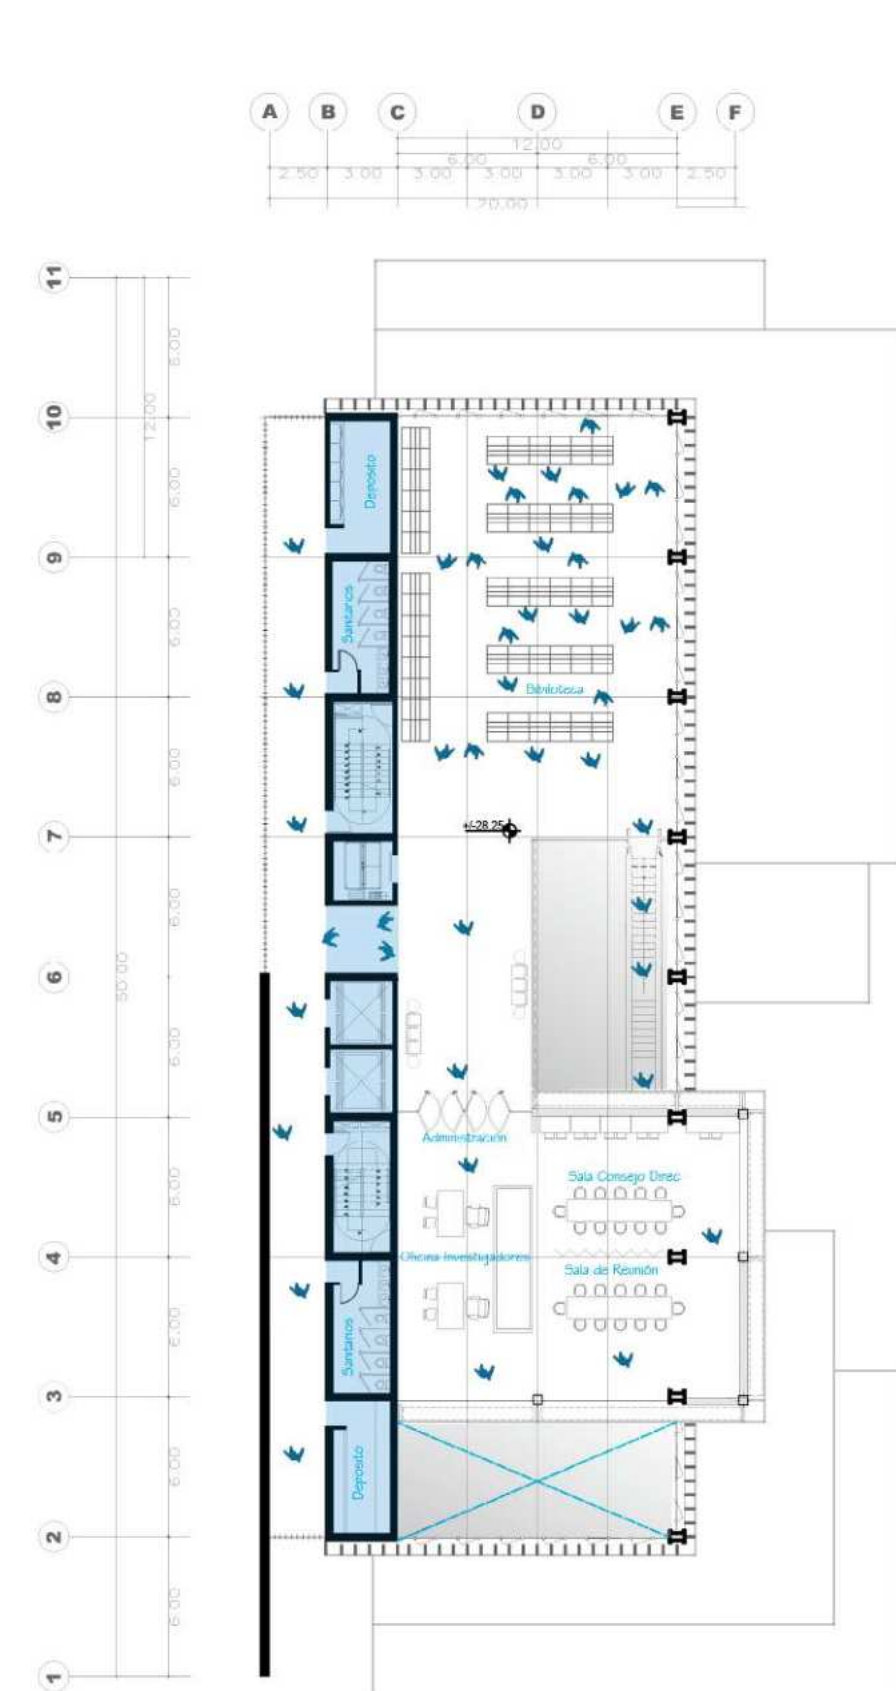 A B C D E F
12.00
6.00 6.00
2.50 3.00 3.00 3.00 3.00 3.00 2.50
20.00
11
6.00
12.00
10
6.00
Deposito
9
6.00
Sanitarios
8
Biblioteca
6.00
+/-28.25
7
6.00
50.00
6
6.00
5
Administración
6.00
Sala Consejo Direc
4
Oficina Investigadores
Sala de Reunión
6.00
Sanitarios
3
6.00
Deposito
2
6.00
1